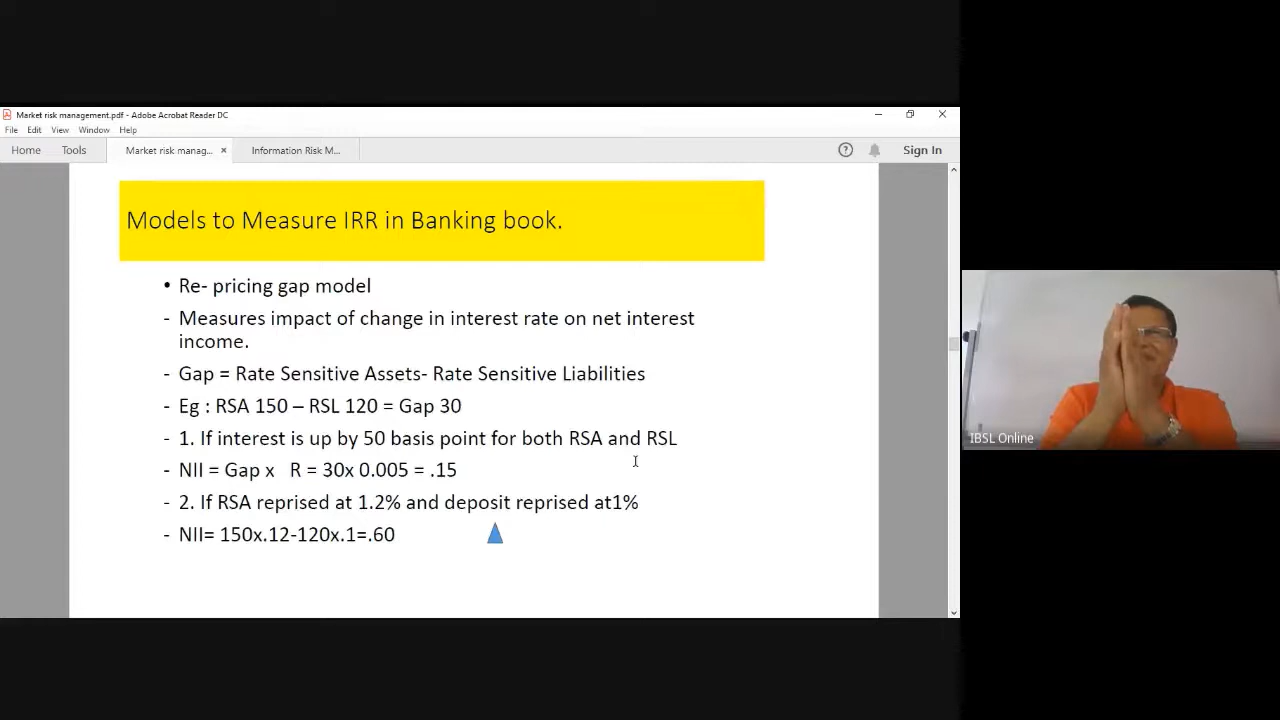 Market risk management.pdf - Adobe Acrobat Reader DC
File Edit View Window Help
Home Tools Market risk manag... × Information Risk M... Sign In
Models to Measure IRR in Banking book.
• Re- pricing gap model
- Measures impact of change in interest rate on net interest
income.
- Gap = Rate Sensitive Assets- Rate Sensitive Liabilities
- Eg : RSA 150 – RSL 120 = Gap 30
- 1. If interest is up by 50 basis point for both RSA and RSL
- NII = Gap x R = 30x 0.005 = .15
- 2. If RSA reprised at 1.2% and deposit reprised at1%
- NII= 150x.12-120x.1=.60
IBSL Online